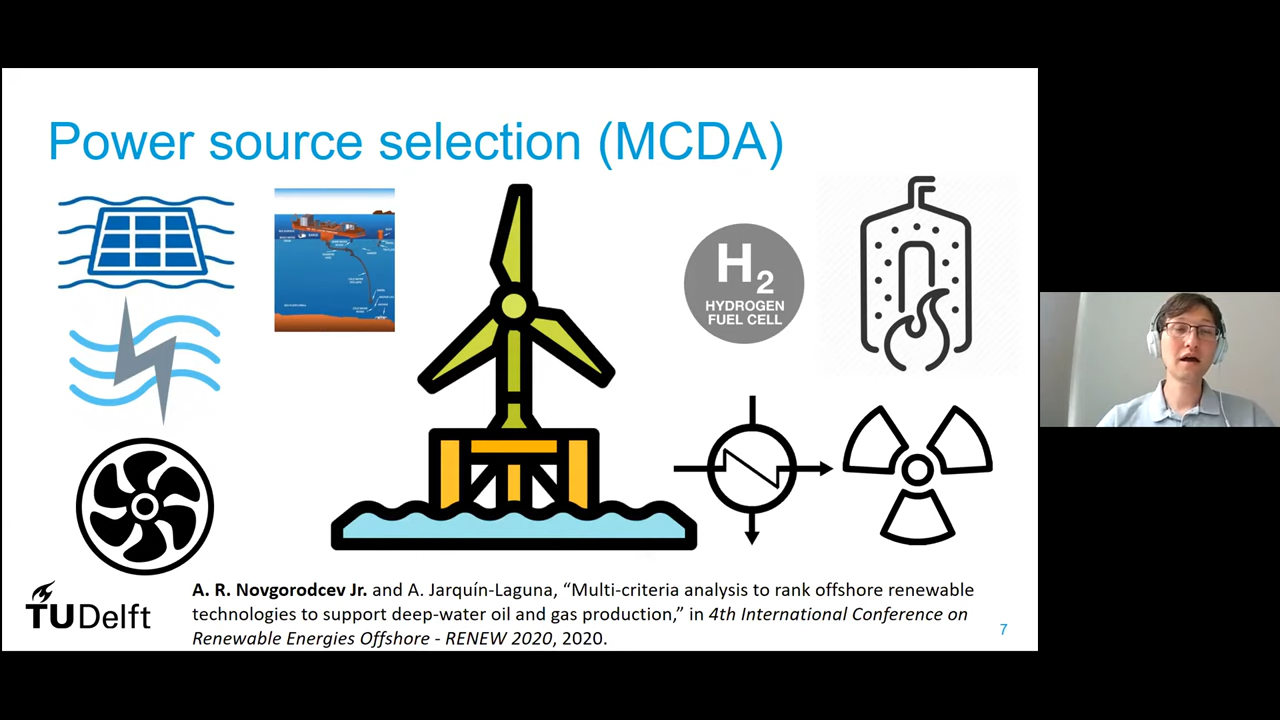 Power source selection (MCDA)
H2
HYDROGEN
FUEL CELL
TUDelft
A. R. Novgorodcev Jr. and A. Jarquín-Laguna, “Multi-criteria analysis to rank offshore renewable
technologies to support deep-water oil and gas production,” in 4th International Conference on
Renewable Energies Offshore - RENEW 2020, 2020.
7